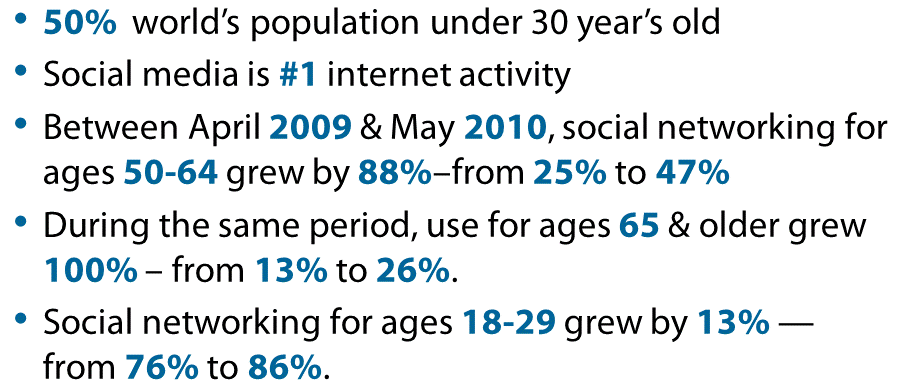 • 50% world's population under 30 year's old
• Social media is #1 internet activity
• Between April 2009 & May 2010, social networking for
ages 50-64 grew by 88%–from 25% to 47%
• During the same period, use for ages 65 & older grew
100% – from 13% to 26%.
• Social networking for ages 18-29 grew by 13% —
from 76% to 86%.